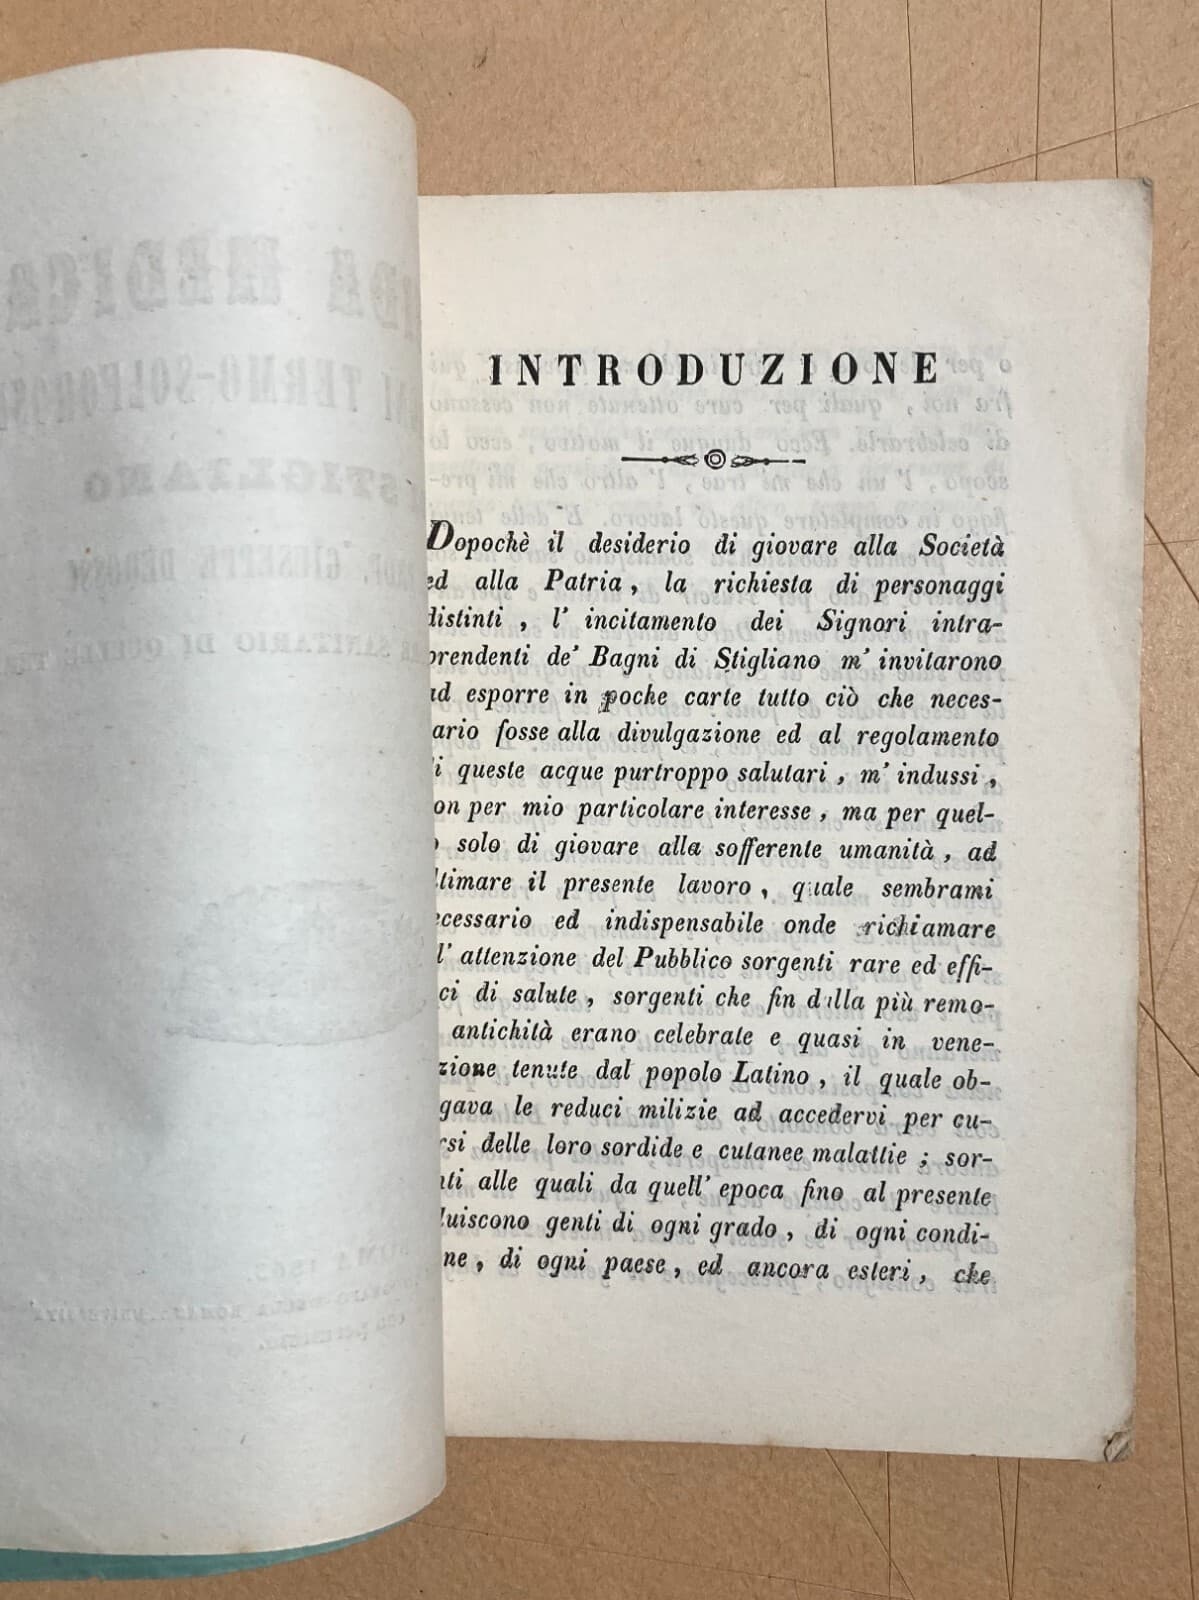 INTRODUZIONE
Dopochè il desiderio di giovare alla Società
ed alla Patria, la richiesta di personaggi
distinti, l' incitamento dei Signori intra-
prendenti de' Bagni di Stigliano m' invitarono
ad esporre in poche carte tutto ciò che neces-
ario fosse alla divulgazione ed al regolamento
di queste acque purtroppo salutari, m' indussi,
on per mio particolare interesse, ma per quel-
o solo di giovare alla sofferente umanità, ad
ltimare il presente lavoro, quale sembrami
ecessario ed indispensabile onde richiamare
l' attenzione del Pubblico sorgenti rare ed effi-
ci di salute, sorgenti che fin dalla più remo-
antichità erano celebrate e quasi in vene-
zione tenute dal popolo Latino, il quale ob-
gava le reduci milizie ad accedervi per cu-
rsi delle loro sordide e cutanee malattie; sor-
nti alle quali da quell' epoca fino al presente
luiscono genti di ogni grado, di ogni condi-
ne, di ogni paese, ed ancora esteri, che